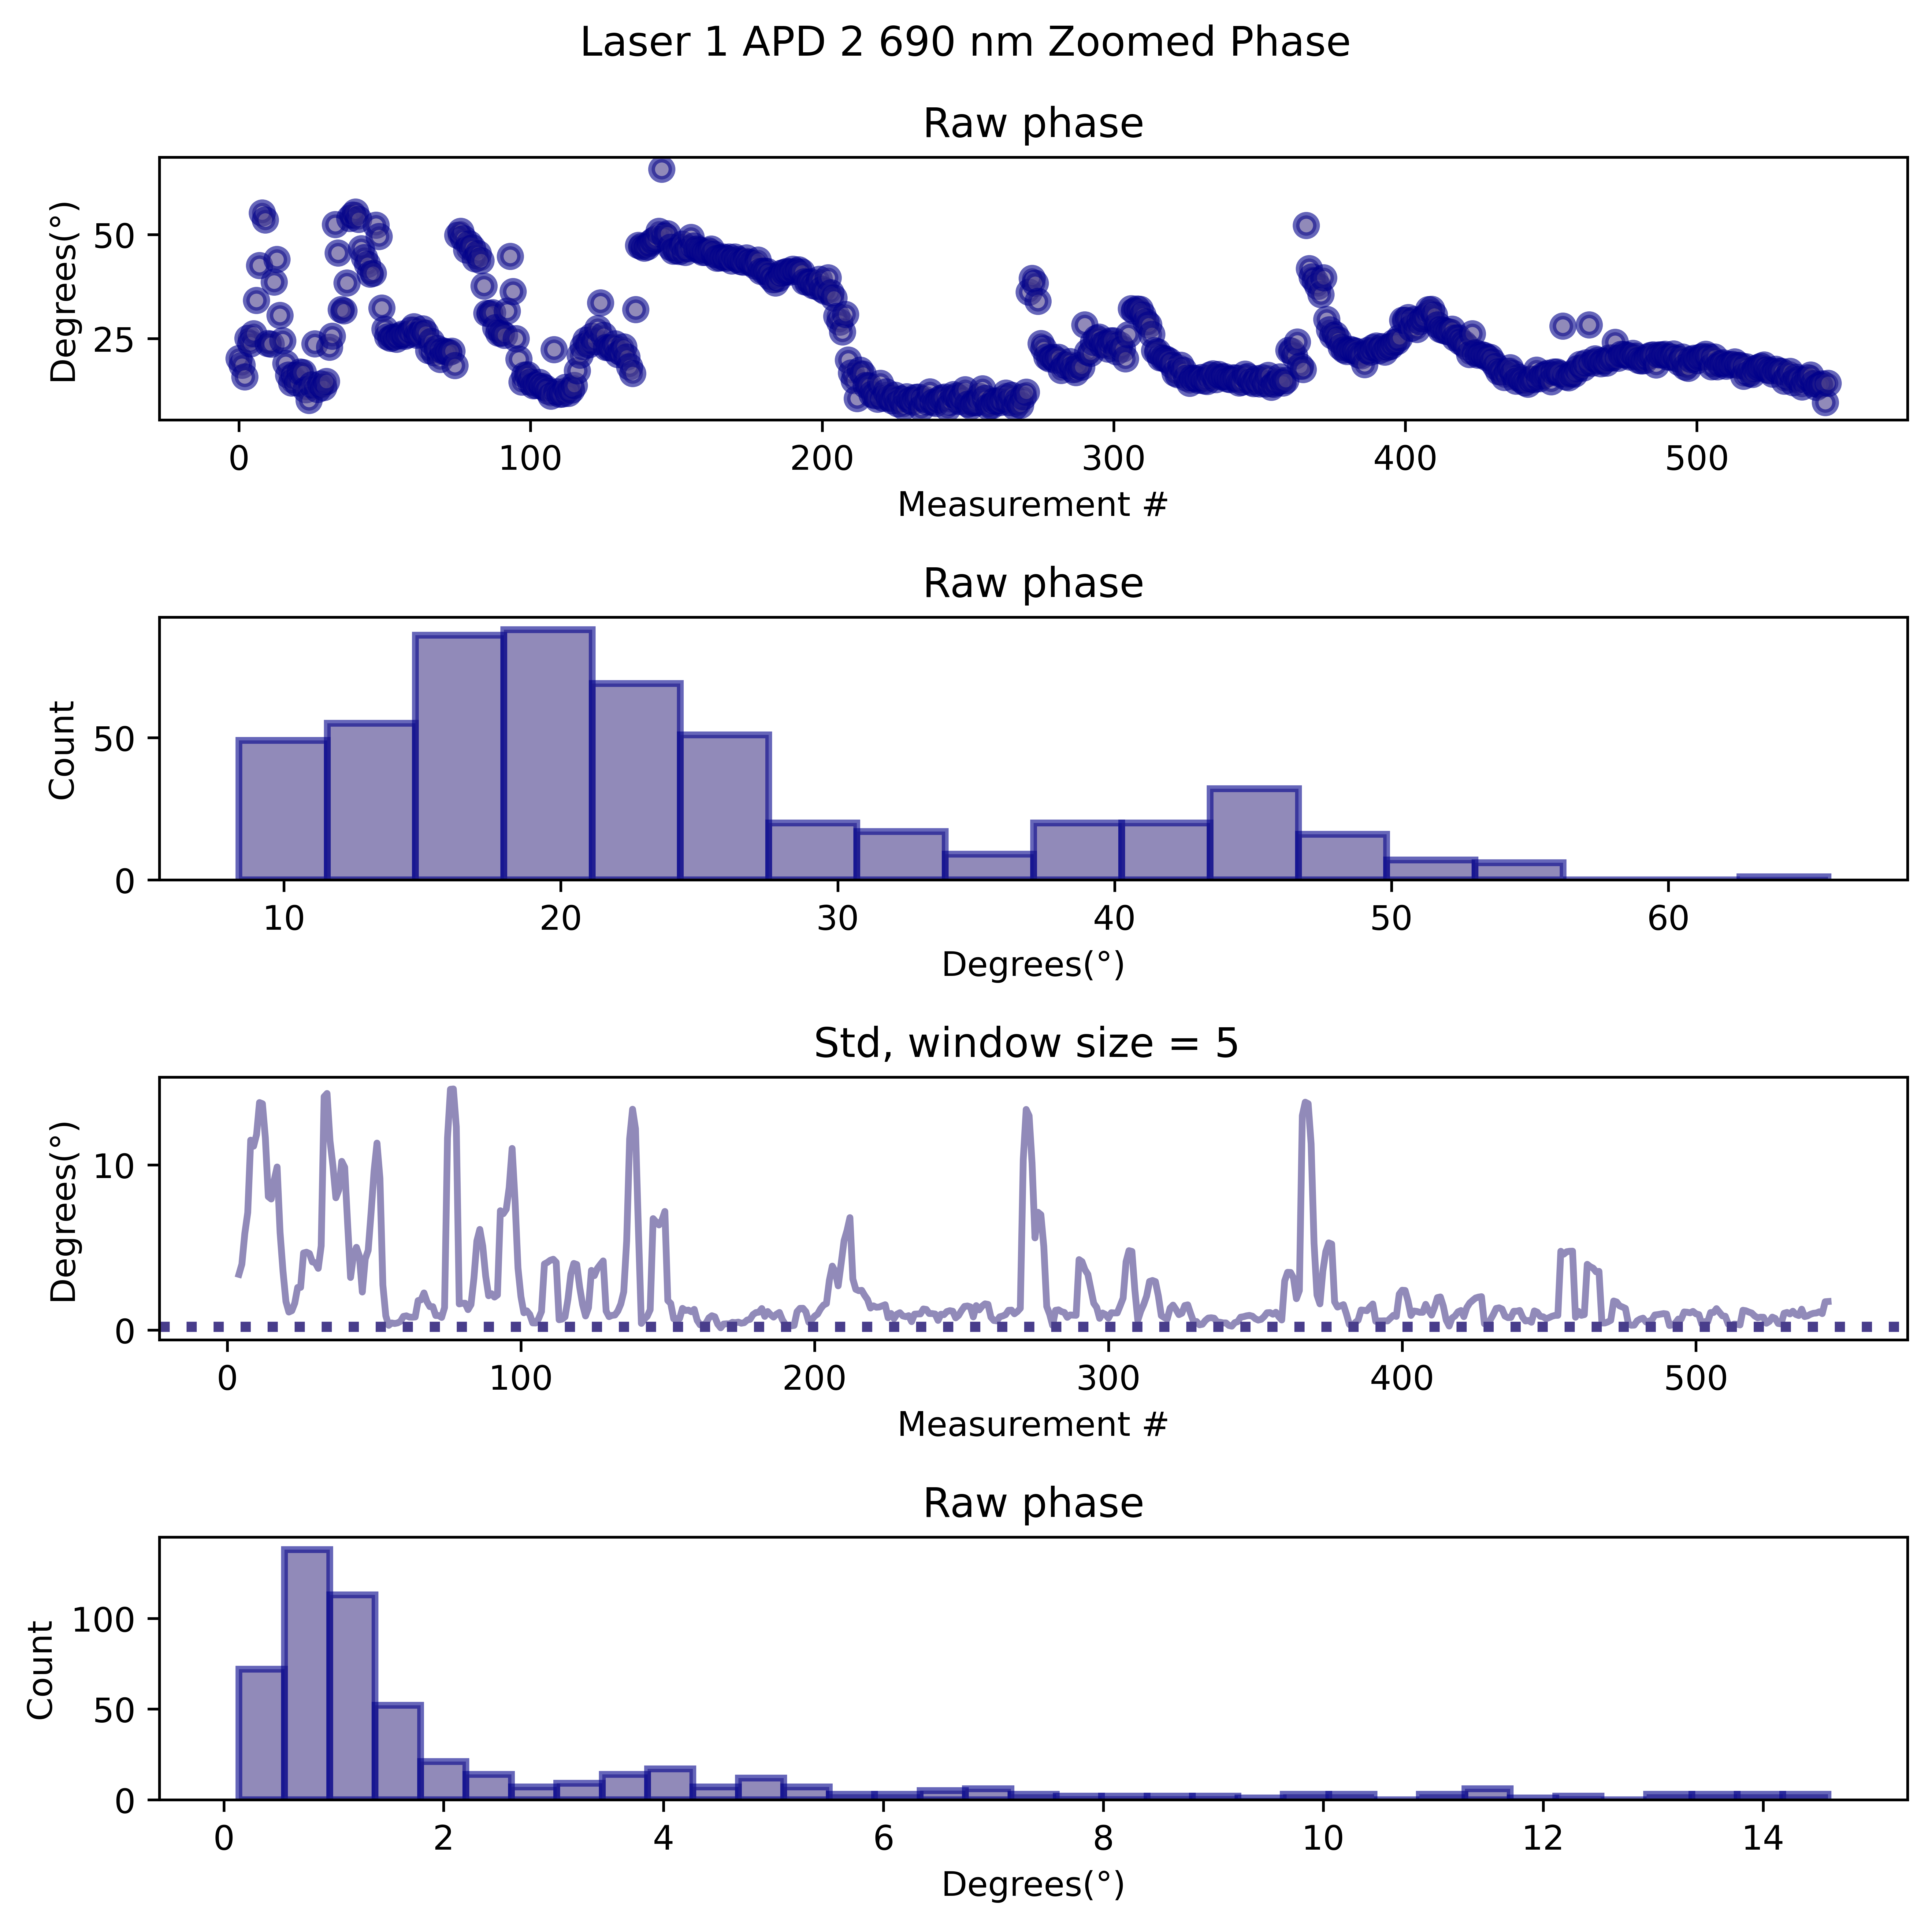 Laser 1 APD 2 690 nm Zoomed Phase
Raw phase
Degrees(°)
50
25
0 100 200 300 400 500
Measurement #
Raw phase
Count
50
0
10 20 30 40 50 60
Degrees(°)
Std, window size = 5
Degrees(°)
10
0
0 100 200 300 400 500
Measurement #
Raw phase
Count
100
50
0
0 2 4 6 8 10 12 14
Degrees(°)